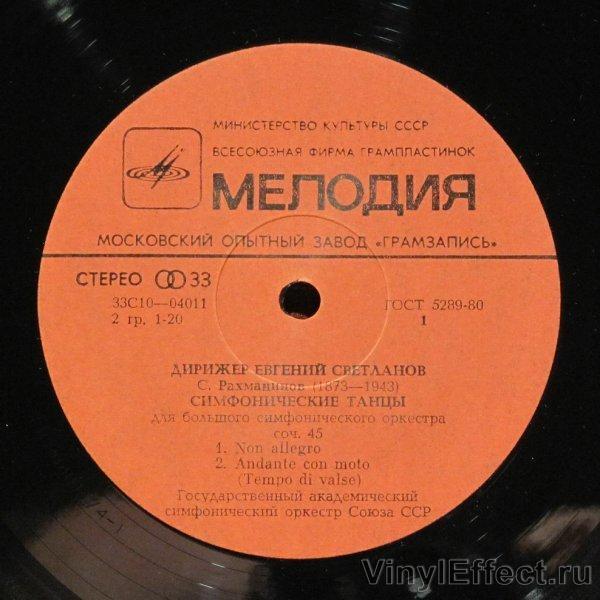 МИНИСТЕРСТВО КУЛЬТУРЫ СССР
ВСЕСОЮЗНАЯ ФИРМА ГРАМПЛАСТИНОК
МЕЛОДИЯ
МОСКОВСКИЙ ОПЫТНЫЙ ЗАВОД «ГРАМЗАПИСЬ»
СТЕРЕО 33
33С10—04011
ГОСТ 5289-80
2 гр. 1-20
1
ДИРИЖЕР ЕВГЕНИЙ СВЕТЛАНОВ
С. Рахманинов (1873—1943)
СИМФОНИЧЕСКИЕ ТАНЦЫ
для большого симфонического оркестра
соч. 45
1. Non allegro
2. Andante con moto
(Tempo di valse)
Государственный академический
симфонический оркестр Союза ССР
VinylEffect.ru